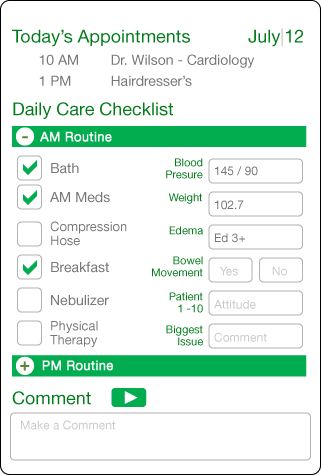 Today's Appointments July|12
10 AM Dr. Wilson - Cardiology
1 PM Hairdresser's
Daily Care Checklist
- AM Routine
Bath
AM Meds
Compression
Hose
Breakfast
Nebulizer
Physical
Therapy
Blood
Presure 145 / 90
Weight 102.7
Edema Ed 3+
Bowel
Movement Yes No
Patient
1 -10 Attitude
Biggest
Issue Comment
+ PM Routine
Comment
Make a Comment